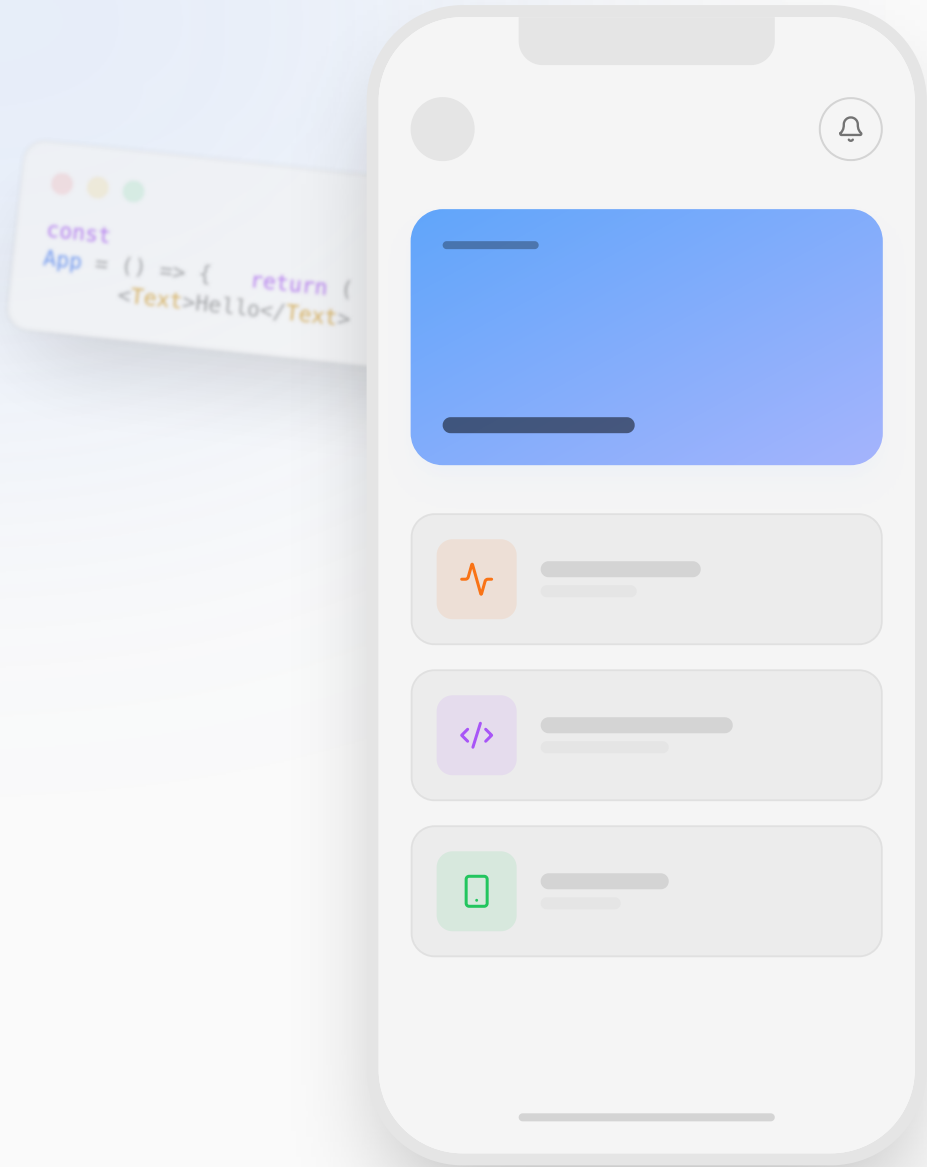 const
App = () => { return (
<Text>Hello</Text>